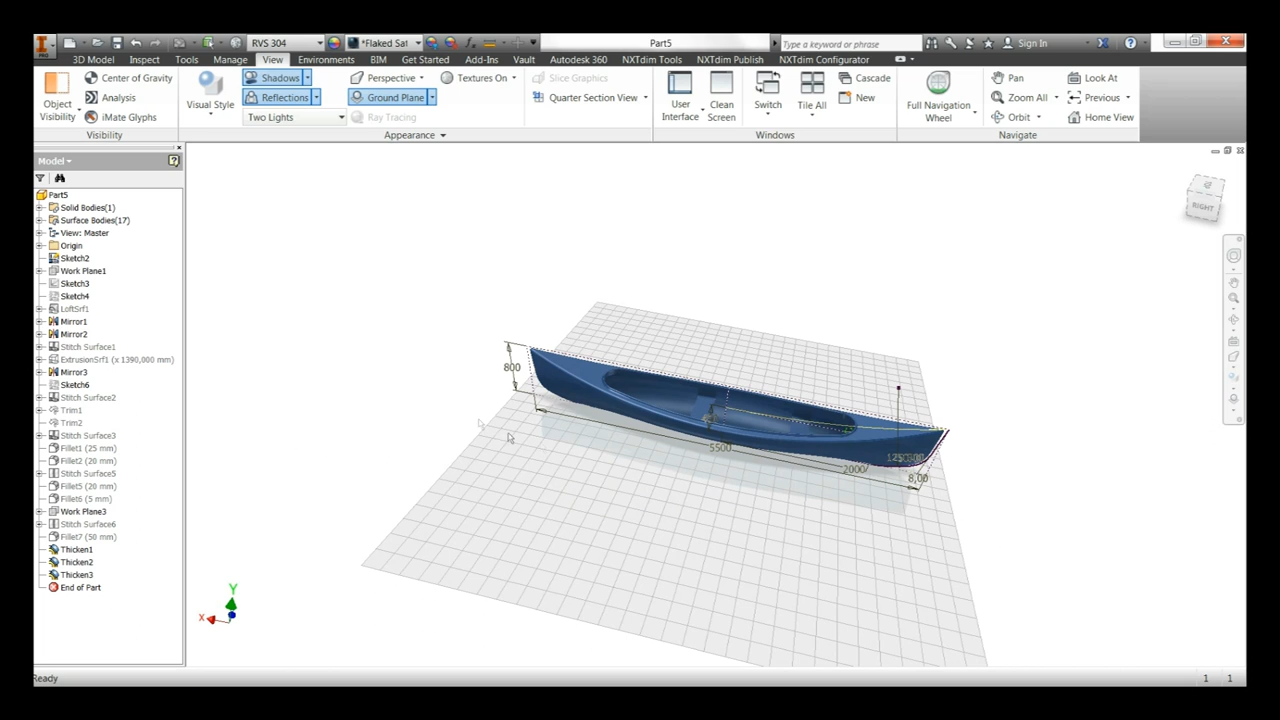 PRO
RVS 304
*Flaked Sat
Part5
Type a keyword or phrase
Sign In
3D Model
Inspect
Tools
Manage
View
Environments
BIM
Get Started
Add-Ins
Vault
Autodesk 360
NXTdim Tools
NXTdim Publish
NXTdim Configurator
Object
Visibility
Center of Gravity
Analysis
iMate Glyphs
Visibility
Visual Style
Shadows
Reflections
Two Lights
Perspective
Ground Plane
Ray Tracing
Textures On
Slice Graphics
Quarter Section View
Appearance
User
Interface
Clean
Screen
Switch
Tile All
Cascade
New
Windows
Full Navigation
Wheel
Pan
Zoom All
Orbit
Look At
Previous
Home View
Navigate
Model
Part5
Solid Bodies(1)
Surface Bodies(17)
View: Master
Origin
Sketch2
Work Plane1
Sketch3
Sketch4
LoftSrf1
Mirror1
Mirror2
Stitch Surface1
ExtrusionSrf1 (x 1390,000 mm)
Mirror3
Sketch6
Stitch Surface2
Trim1
Trim2
Stitch Surface3
Fillet1 (25 mm)
Fillet2 (20 mm)
Stitch Surface5
Fillet5 (20 mm)
Fillet6 (5 mm)
Work Plane3
Stitch Surface6
Fillet7 (50 mm)
Thicken1
Thicken2
Thicken3
End of Part
RIGHT
800
5500
2000
8,00
Y
X
Ready
1
1